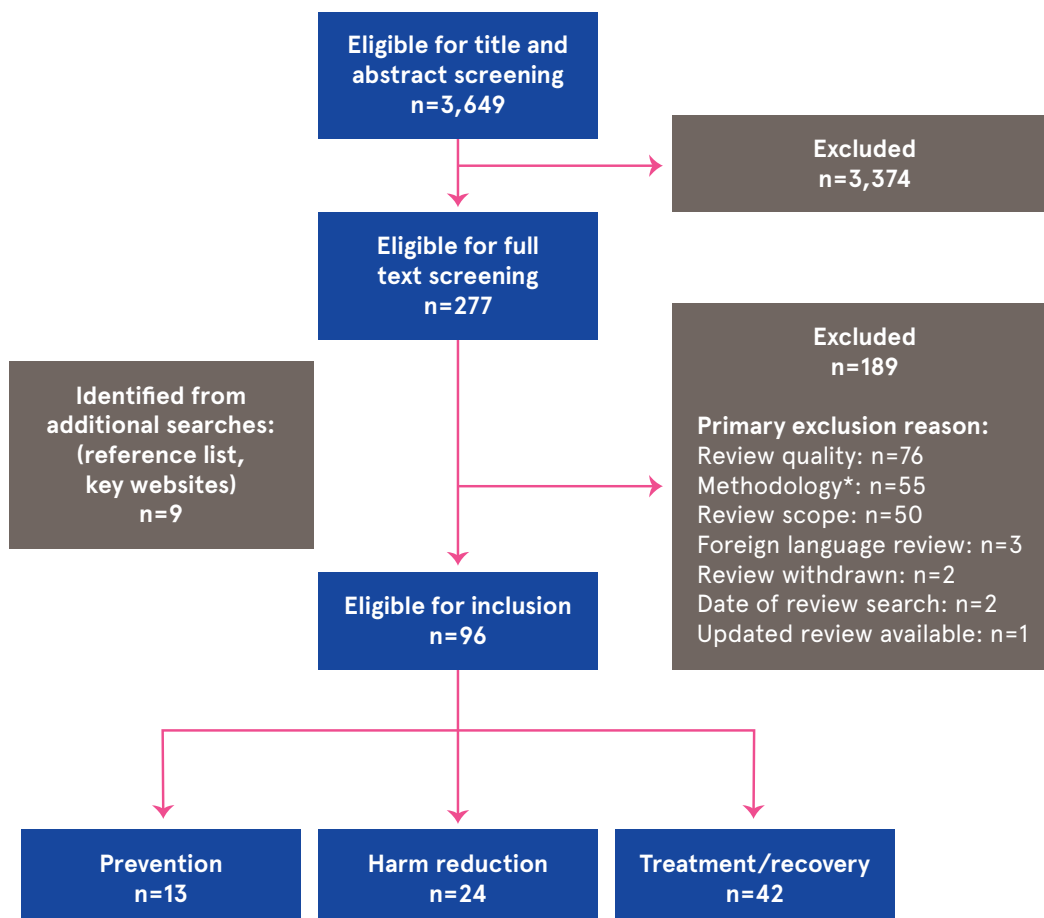 Eligible for title and
abstract screening
n=3,649
Excluded
n=3,374
Eligible for full
text screening
n=277
Identified from
additional searches:
(reference list,
key websites)
n=9
Excluded
n=189
Primary exclusion reason:
Review quality: n=76
Methodology*: n=55
Review scope: n=50
Foreign language review: n=3
Review withdrawn: n=2
Date of review search: n=2
Updated review available: n=1
Eligible for inclusion
n=96
Prevention
n=13
Harm reduction
n=24
Treatment/recovery
n=42